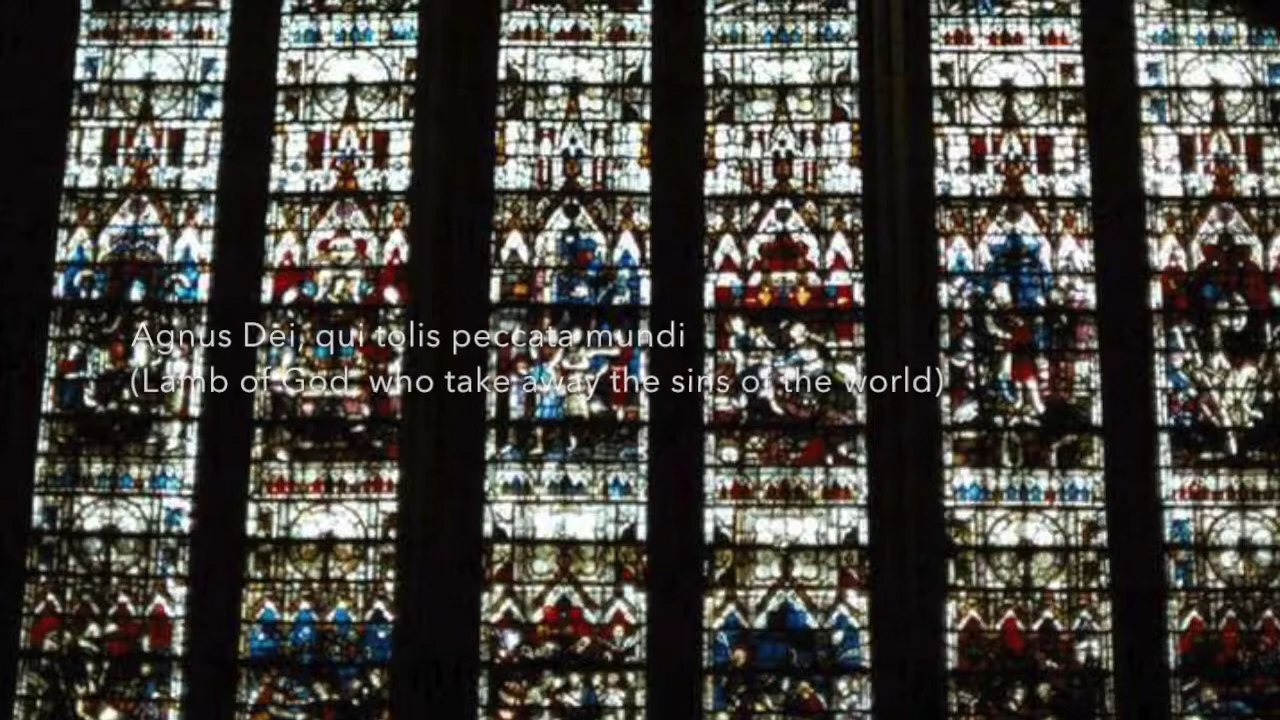 Agnus Dei, qui tolis peccata mundi
(Lamb of God, who take away the sins of the world)